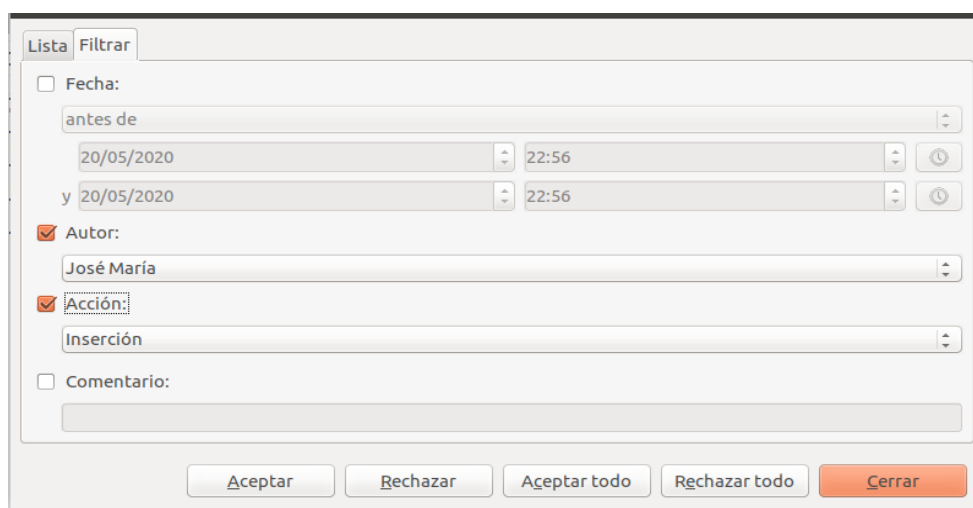 Lista Filtrar
Fecha:
antes de
20/05/2020 22:56
y 20/05/2020 22:56
Autor:
José María
Acción:
Inserción
Comentario:
Aceptar Rechazar Aceptar todo Rechazar todo Cerrar